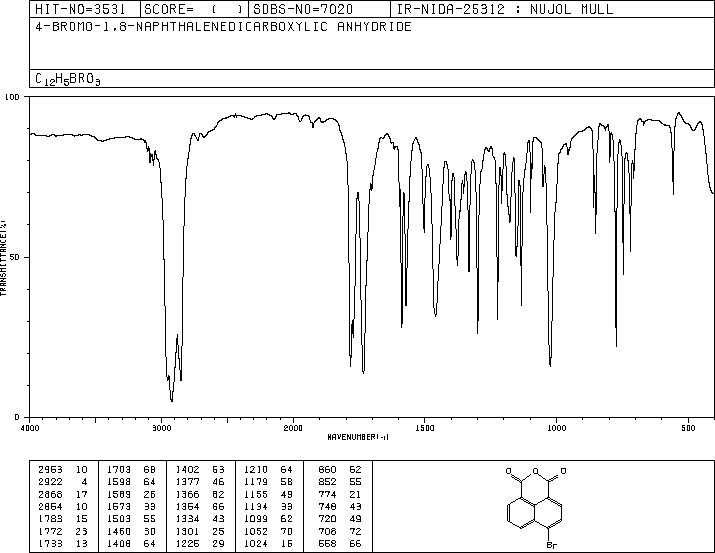 HIT-NO=3531 SCORE= ( ) SDBS-NO=7020 IR-NIDA-25312 : NUJOL MULL
4-BROMO-1,8-NAPHTHALENEDICARBOXYLIC ANHYDRIDE
C12H5BRO3
100
50
0
TRANSMITTANCE(%)
4000 3000 2000 1500 1000 500
WAVENUMBER(-1)
2953 10 1703 68 1402 53 1210 64 860 62
2922 4 1598 64 1377 46 1179 58 852 55
2868 17 1589 26 1366 62 1155 49 774 21
2854 10 1573 33 1354 66 1134 33 748 43
1783 15 1503 55 1334 43 1099 62 720 49
1772 23 1460 30 1301 25 1052 70 708 72
1733 13 1408 64 1225 29 1024 15 558 66
O O O
Br